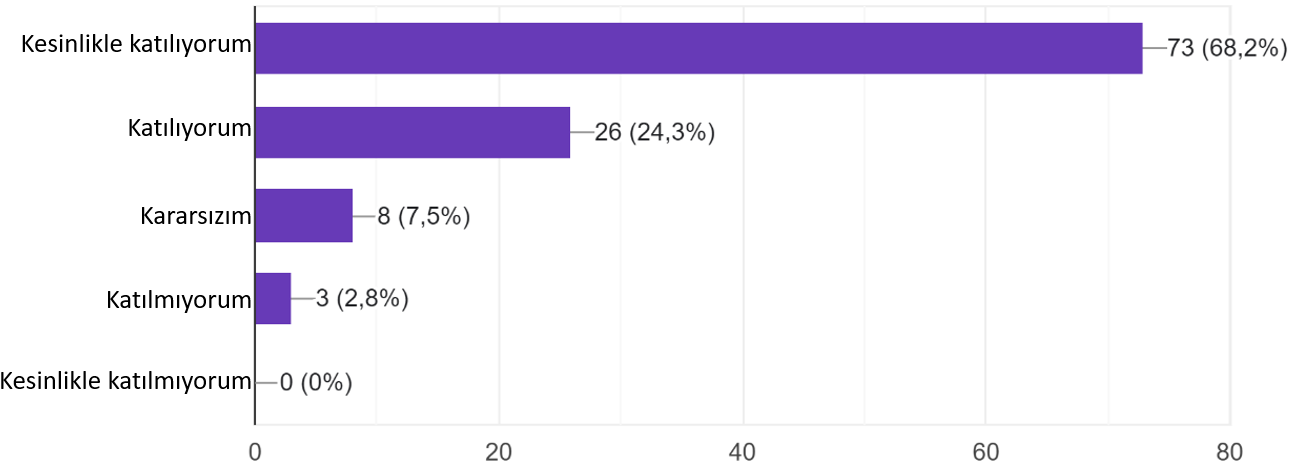 Kesinlikle katılıyorum 73 (68,2%)
Katılıyorum 26 (24,3%)
Kararsızım 8 (7,5%)
Katılmıyorum 3 (2,8%)
Kesinlikle katılmıyorum 0 (0%)
0 20 40 60 80